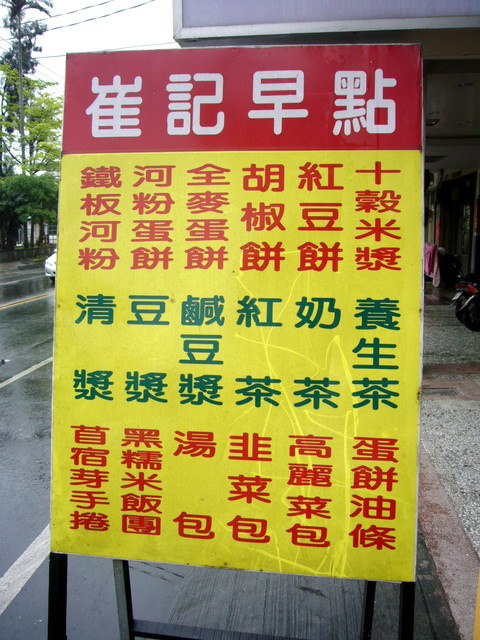 崔記早點
十穀米漿
紅豆餅
胡椒餅
全麥蛋餅
河粉蛋餅
鐵板河粉
養生茶
奶茶
紅茶
鹹豆漿
豆漿
清漿
蛋餅油條
高麗菜包
韭菜包
湯包
黑糯米飯團
苜宿芽手捲